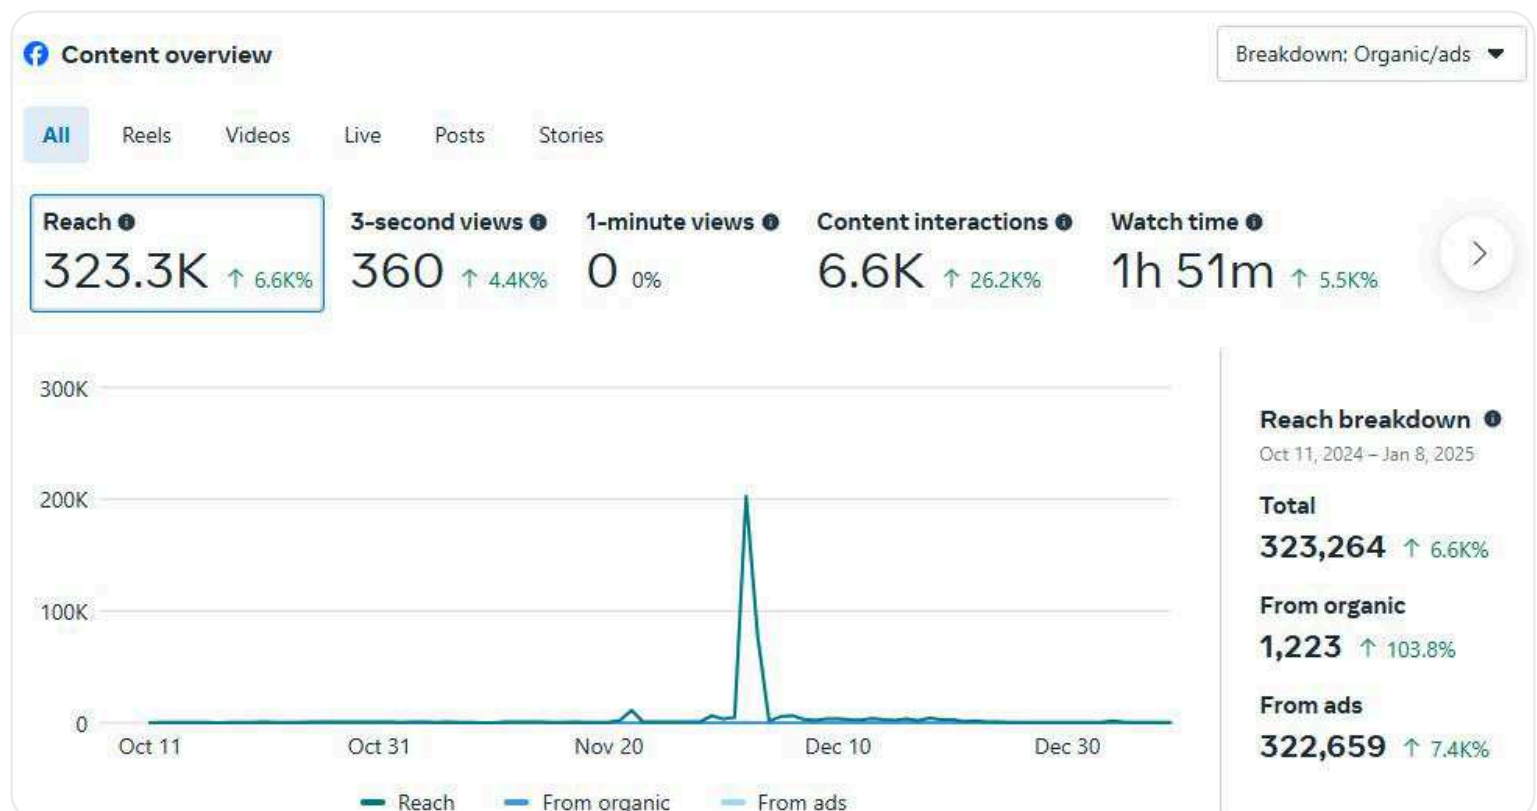 Content overview
Breakdown: Organic/ads
All Reels Videos Live Posts Stories
Reach 3-second views 1-minute views Content interactions Watch time
323.3K ↑ 6.6K% 360 ↑ 4.4K% 0 0% 6.6K ↑ 26.2K% 1h 51m ↑ 5.5K%
300K
200K
100K
0
Oct 11 Oct 31 Nov 20 Dec 10 Dec 30
Reach From organic From ads
Reach breakdown
Oct 11, 2024 – Jan 8, 2025
Total
323,264 ↑ 6.6K%
From organic
1,223 ↑ 103.8%
From ads
322,659 ↑ 7.4K%